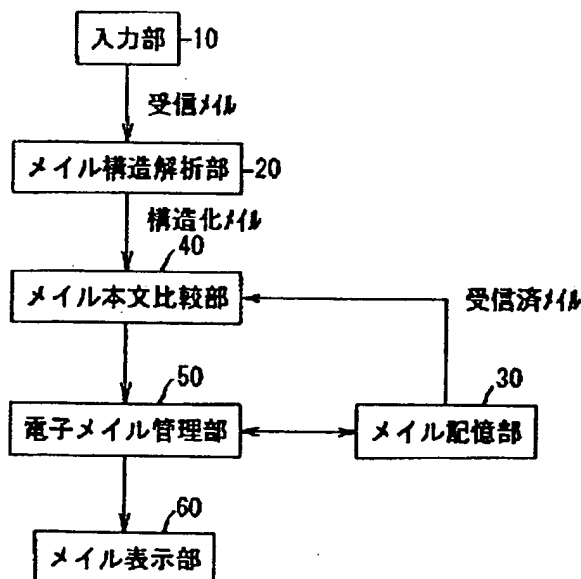 入力部 10
受信メイル
メイル構造解析部 20
構造化メイル
40
メイル本文比較部
受信済メイル
50
30
電子メイル管理部
メイル記憶部
60
メイル表示部